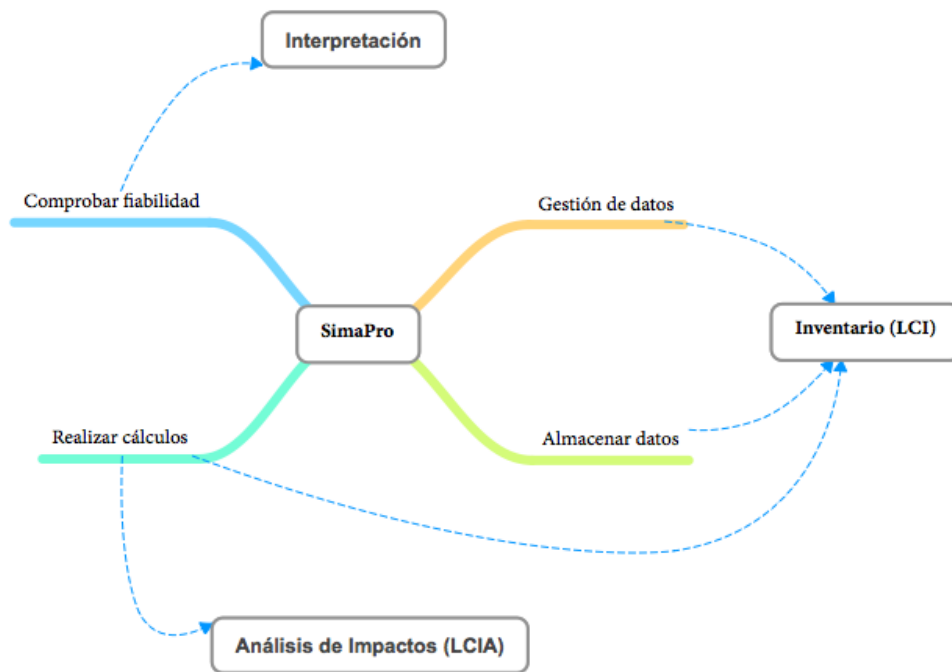 Interpretación
Comprobar fiabilidad
Gestión de datos
SimaPro
Inventario (LCI)
Realizar cálculos
Almacenar datos
Análisis de Impactos (LCIA)